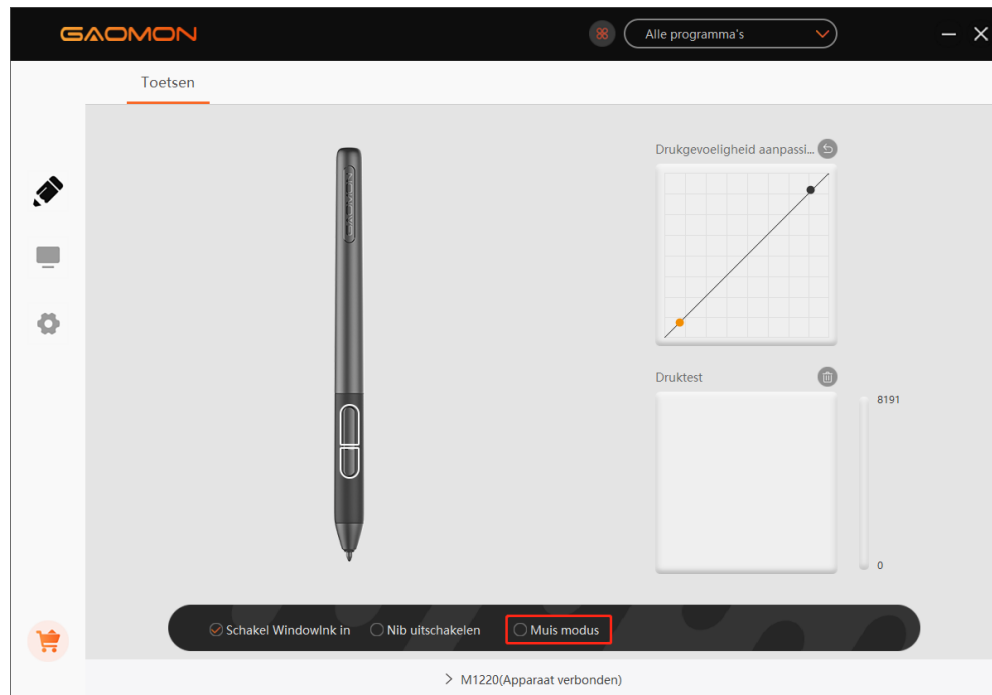 GAOMON
Alle programma's
Toetsen
GAOMON
Drukgevoeligheid aanpassi...
Druktest
8191
0
Schakel WindowInk in
Nib uitschakelen
Muis modus
M1220(Apparaat verbonden)